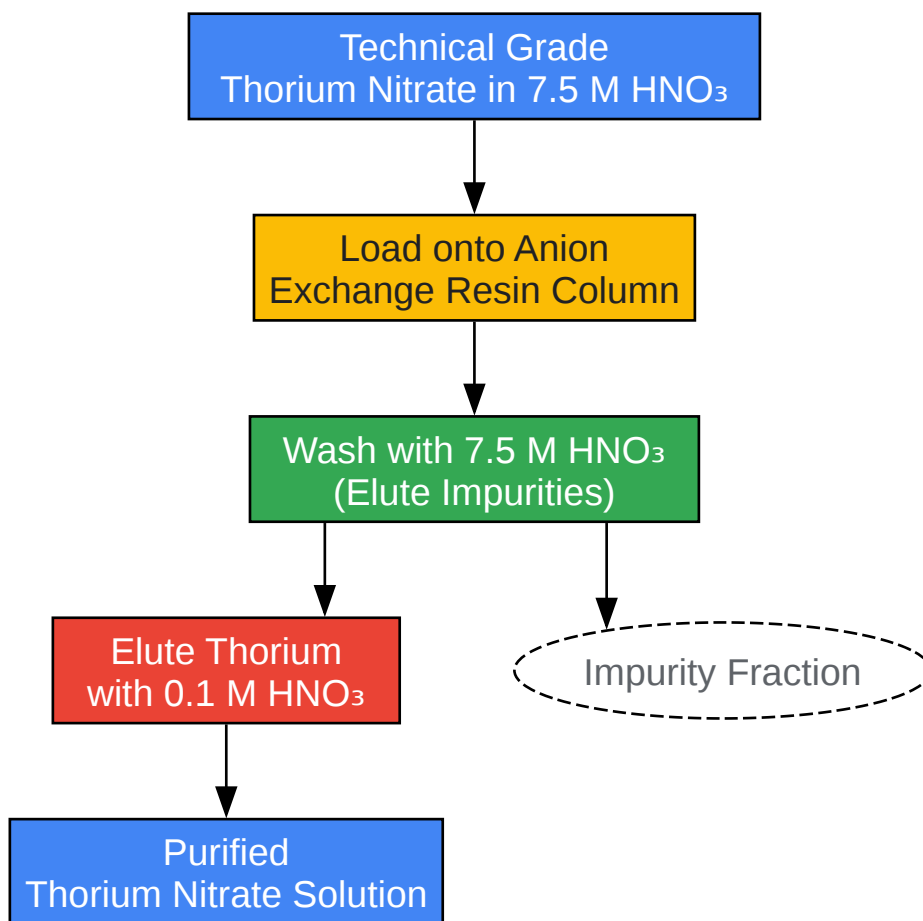 Technical Grade
Thorium Nitrate in 7.5 M HNO₃
Load onto Anion
Exchange Resin Column
Wash with 7.5 M HNO₃
(Elute Impurities)
Elute Thorium
with 0.1 M HNO₃
Impurity Fraction
Purified
Thorium Nitrate Solution